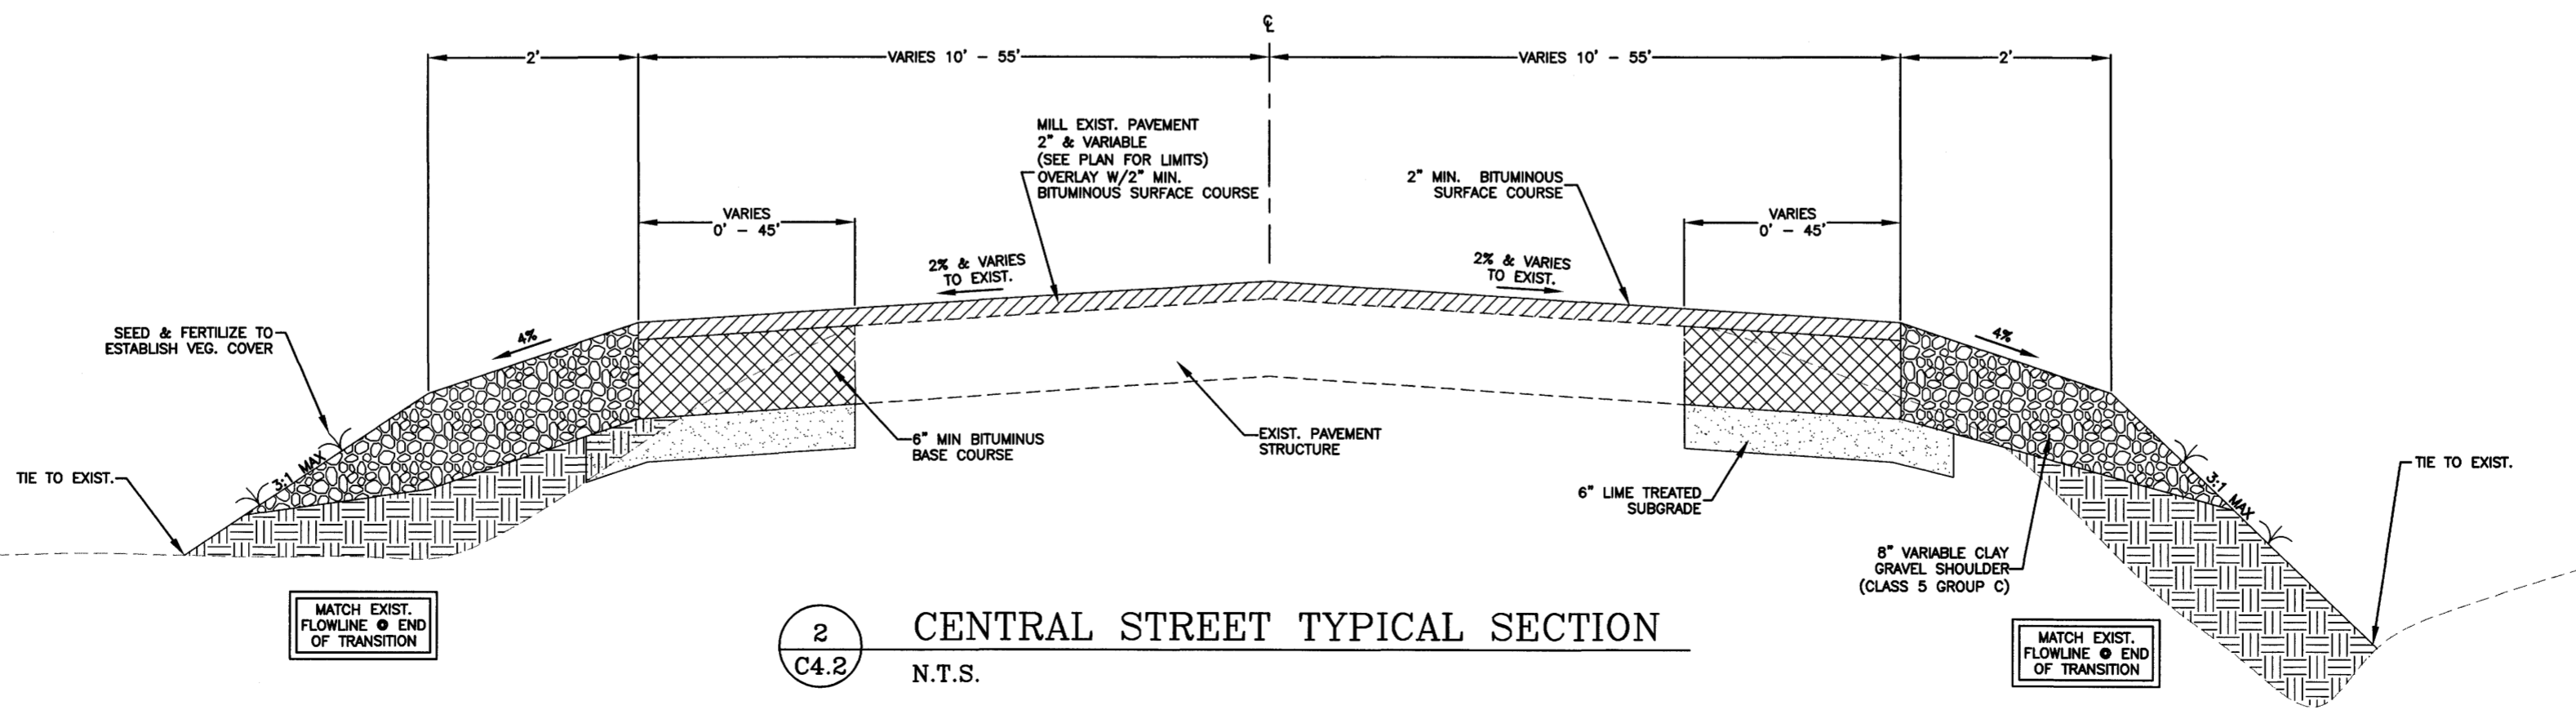 ℄
2'
VARIES 10' - 55'
VARIES 10' - 55'
2'
MILL EXIST. PAVEMENT
2" & VARIABLE
(SEE PLAN FOR LIMITS)
OVERLAY W/2" MIN.
BITUMINOUS SURFACE COURSE
2" MIN. BITUMINOUS
SURFACE COURSE
VARIES
0' - 45'
VARIES
0' - 45'
2% & VARIES
TO EXIST.
2% & VARIES
TO EXIST.
SEED & FERTILIZE TO
ESTABLISH VEG. COVER
4%
4%
6" MIN BITUMINUS
BASE COURSE
EXIST. PAVEMENT
STRUCTURE
TIE TO EXIST.
3:1 MAX
3:1 MAX
TIE TO EXIST.
6" LIME TREATED
SUBGRADE
8" VARIABLE CLAY
GRAVEL SHOULDER
(CLASS 5 GROUP C)
MATCH EXIST.
FLOWLINE @ END
OF TRANSITION
2
C4.2
CENTRAL STREET TYPICAL SECTION
N.T.S.
MATCH EXIST.
FLOWLINE @ END
OF TRANSITION